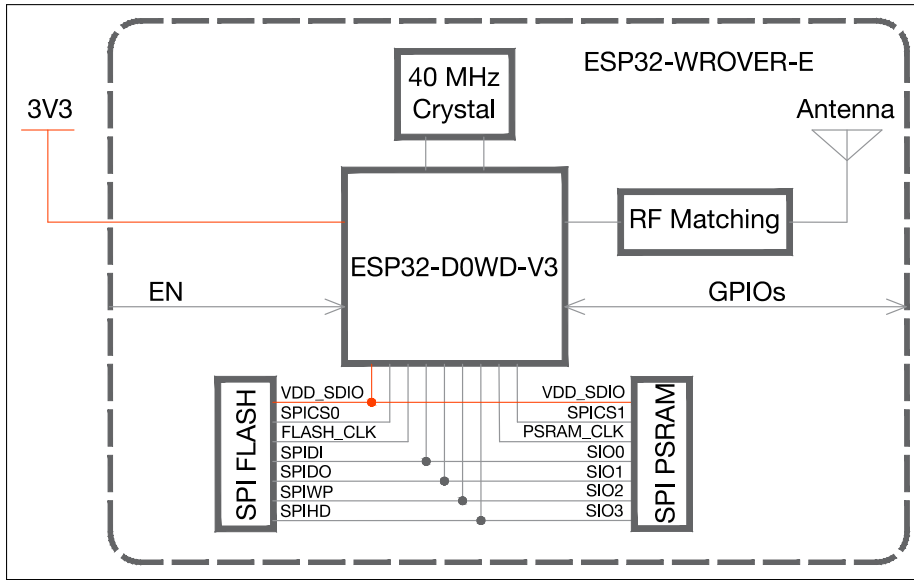 ESP32-WROVER-E
40 MHz
Crystal
3V3
Antenna
RF Matching
ESP32-D0WD-V3
EN
GPIOs
SPI FLASH
VDD_SDIO
SPICS0
FLASH_CLK
SPIDI
SPIDO
SPIWP
SPIHD
VDD_SDIO
SPICS1
PSRAM_CLK
SIO0
SIO1
SIO2
SIO3
SPI PSRAM